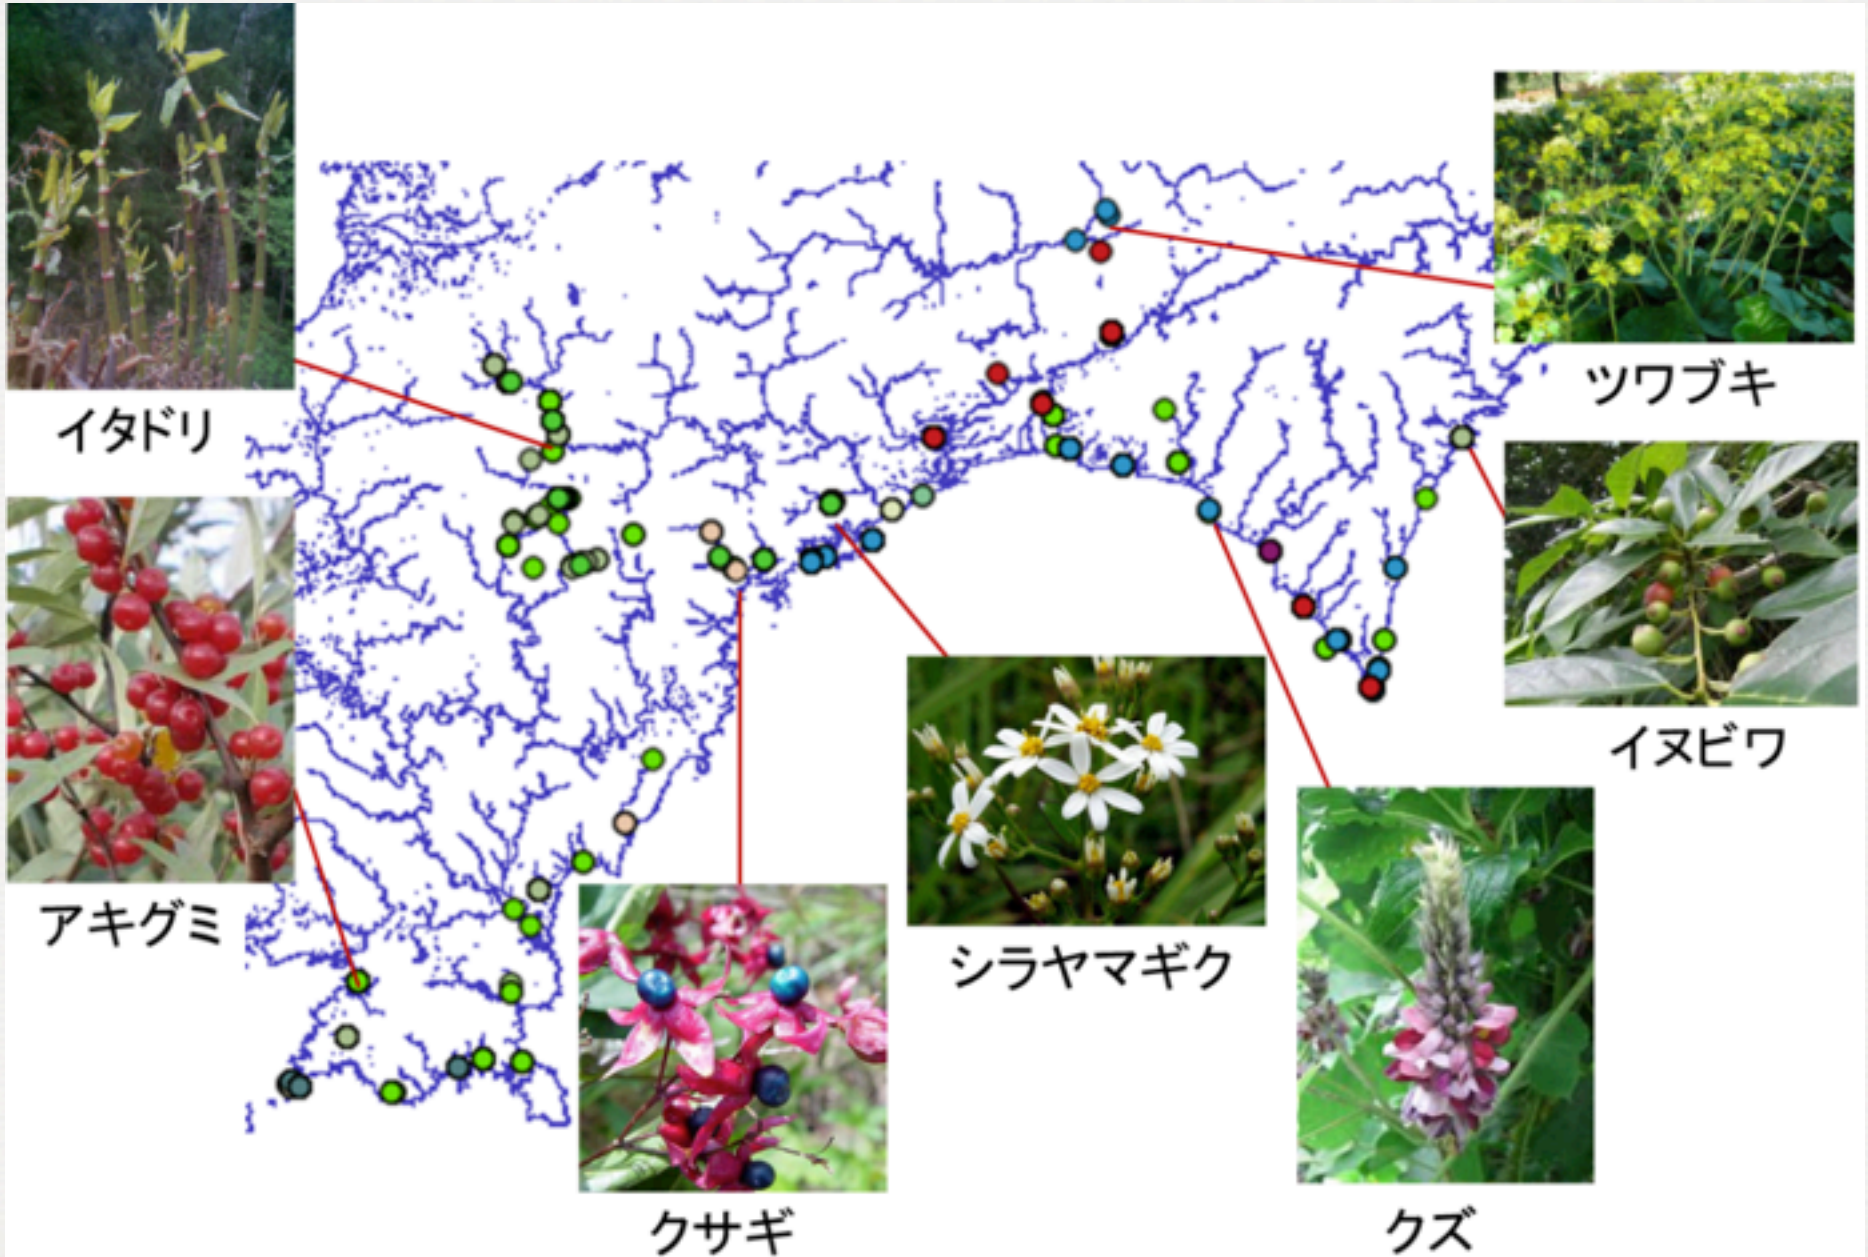 イタドリ
ツワブキ
アキグミ
イヌビワ
シラヤマギク
クサギ
クズ